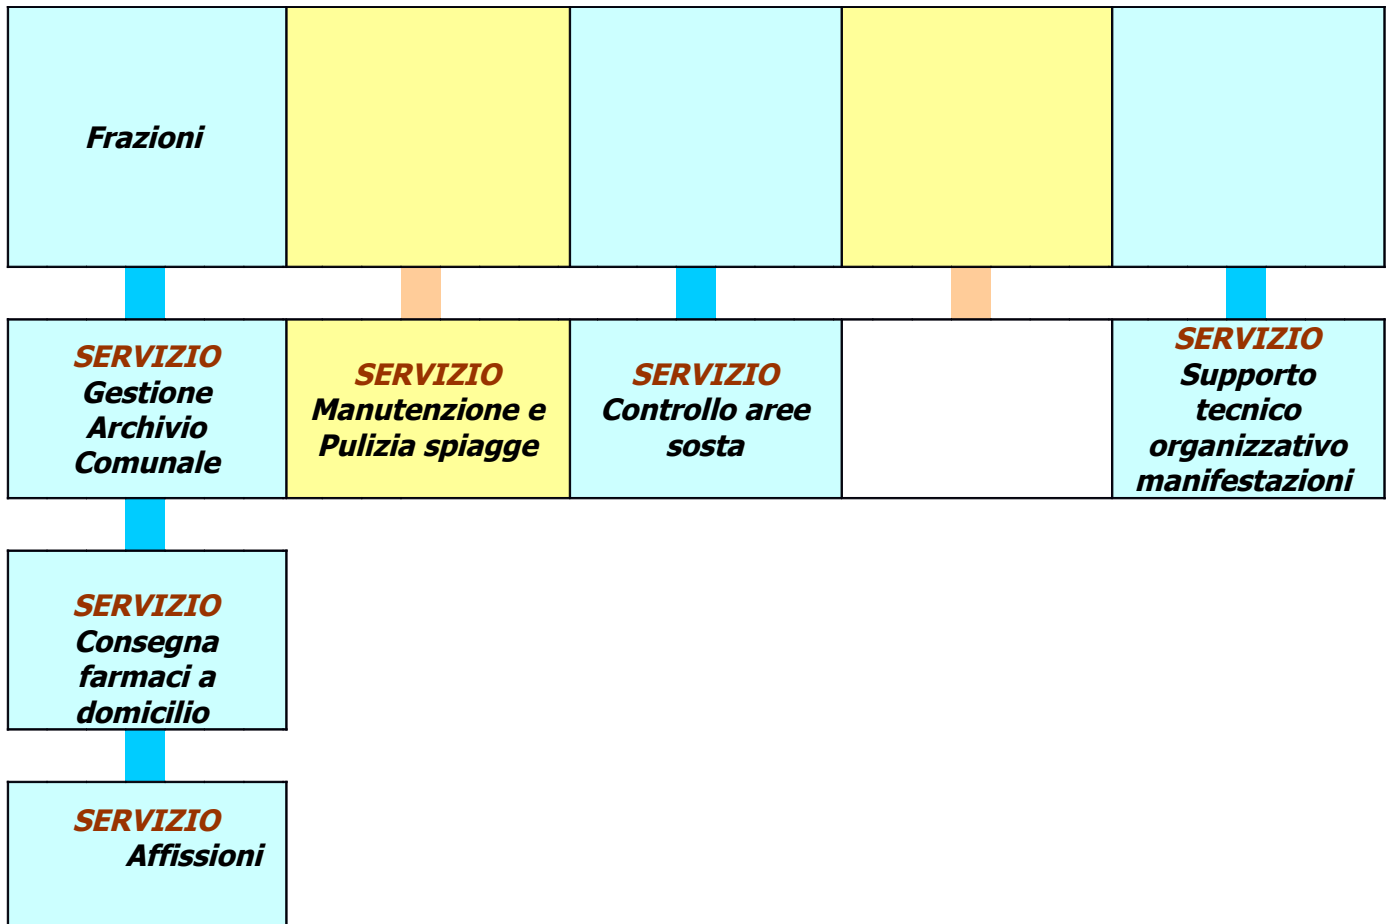 Frazioni
SERVIZIO
Gestione
Archivio
Comunale
SERVIZIO
Manutenzione e
Pulizia spiagge
SERVIZIO
Controllo aree
sosta
SERVIZIO
Supporto
tecnico
organizzativo
manifestazioni
SERVIZIO
Consegna
farmaci a
domicilio
SERVIZIO
Affissioni